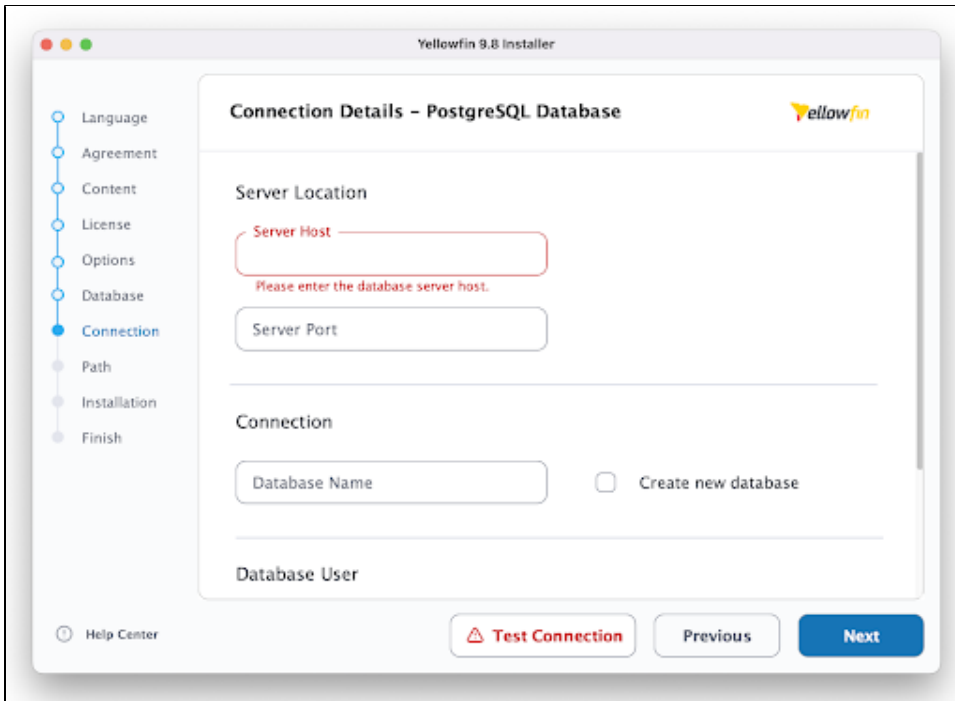 Yellowfin 9.8 Installer
Language
Agreement
Content
License
Options
Database
Connection
Path
Installation
Finish
Connection Details – PostgreSQL Database
Yellowfin
Server Location
Server Host
Please enter the database server host.
Server Port
Connection
Database Name
Create new database
Database User
Help Center
Test Connection
Previous
Next